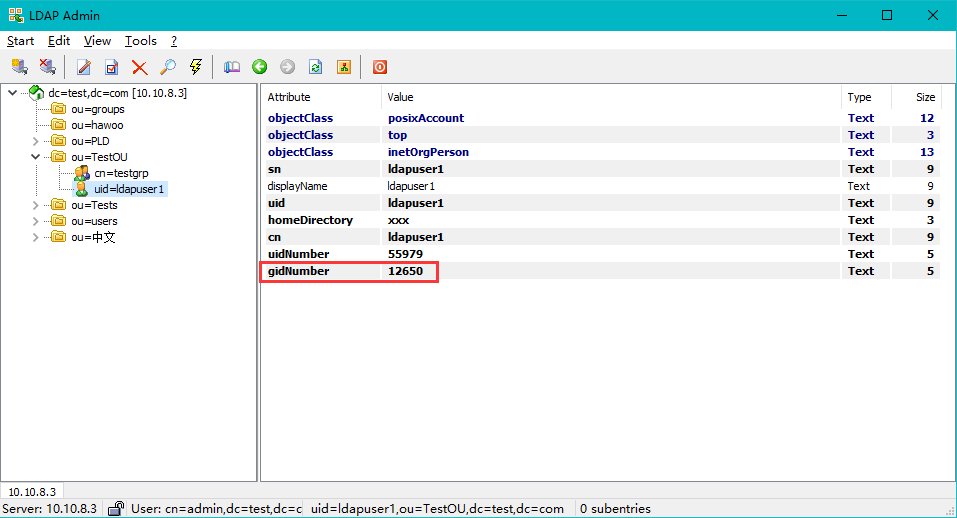 LDAP Admin
Start Edit View Tools ?
dc=test,dc=com [10.10.8.3]
ou=groups
ou=hawoo
ou=PLD
ou=TestOU
cn=testgrp
uid=ldapuser1
ou=Tests
ou=users
ou=中文
Attribute Value Type Size
objectClass posixAccount Text 12
objectClass top Text 3
objectClass inetOrgPerson Text 13
sn ldapuser1 Text 9
displayName ldapuser1 Text 9
uid ldapuser1 Text 9
homeDirectory xxx Text 3
cn ldapuser1 Text 9
uidNumber 55979 Text 5
gidNumber 12650 Text 5
10.10.8.3
Server: 10.10.8.3 User: cn=admin,dc=test,dc=c uid=ldapuser1,ou=TestOU,dc=test,dc=com 0 subentries